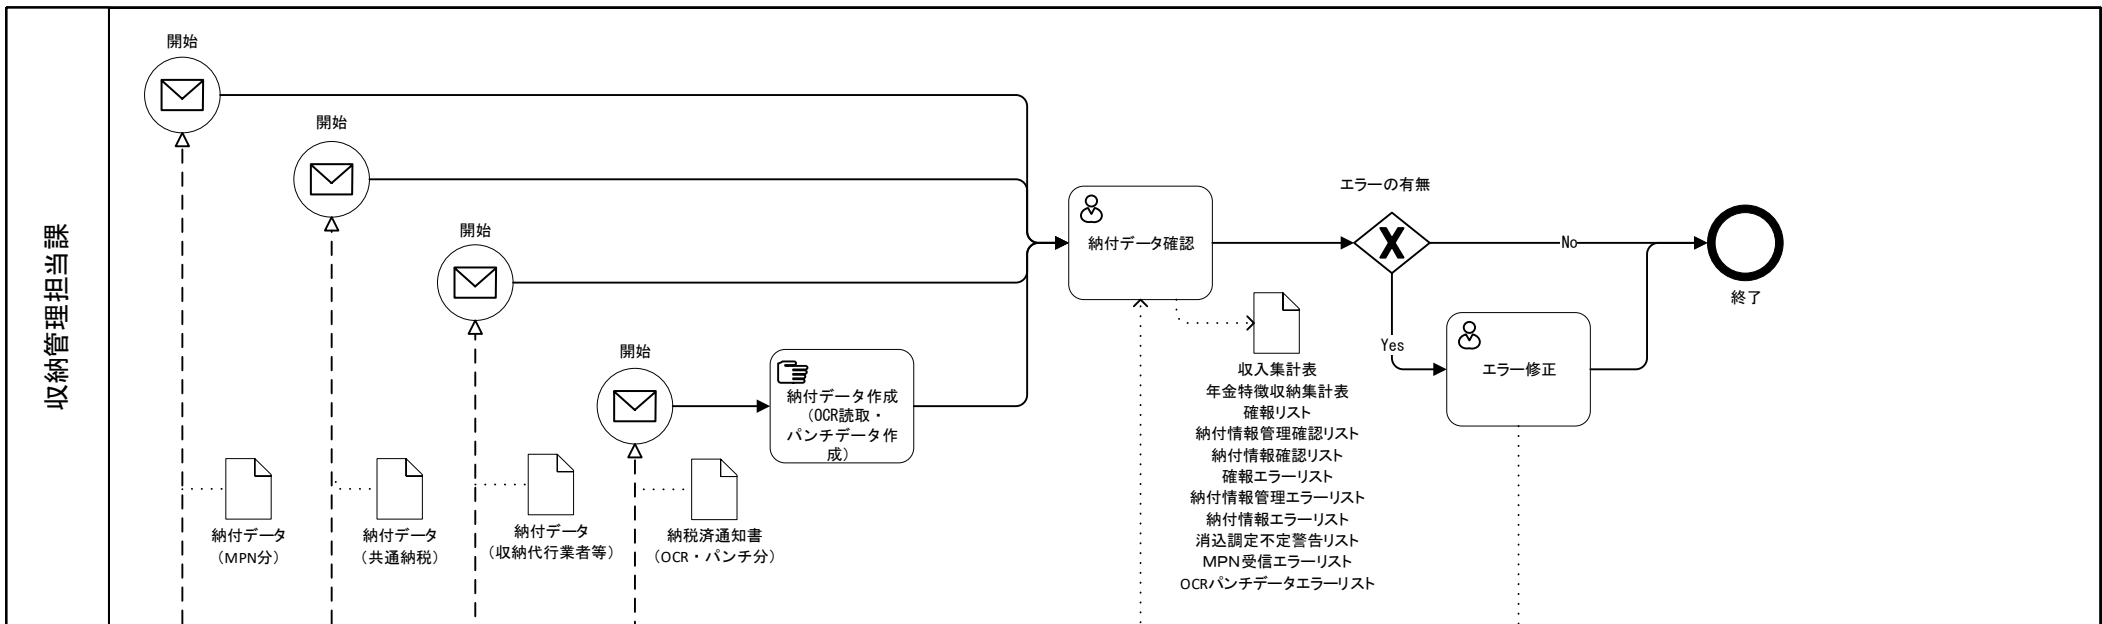 収納管理担当課
開始
開始
開始
開始
納付データ
（MPN分）
納付データ
（共通納税）
納付データ
（収納代行業者等）
納税済通知書
（OCR・パンチ分）
納付データ作成
（OCR読取・
パンチデータ作
成）
納付データ確認
収入集計表
年金特徴収納集計表
確報リスト
納付情報管理確認リスト
納付情報確認リスト
確報エラーリスト
納付情報管理エラーリスト
納付情報エラーリスト
消込調定不定警告リスト
MPN受信エラーリスト
OCRパンチデータエラーリスト
エラーの有無
No
Yes
エラー修正
終了